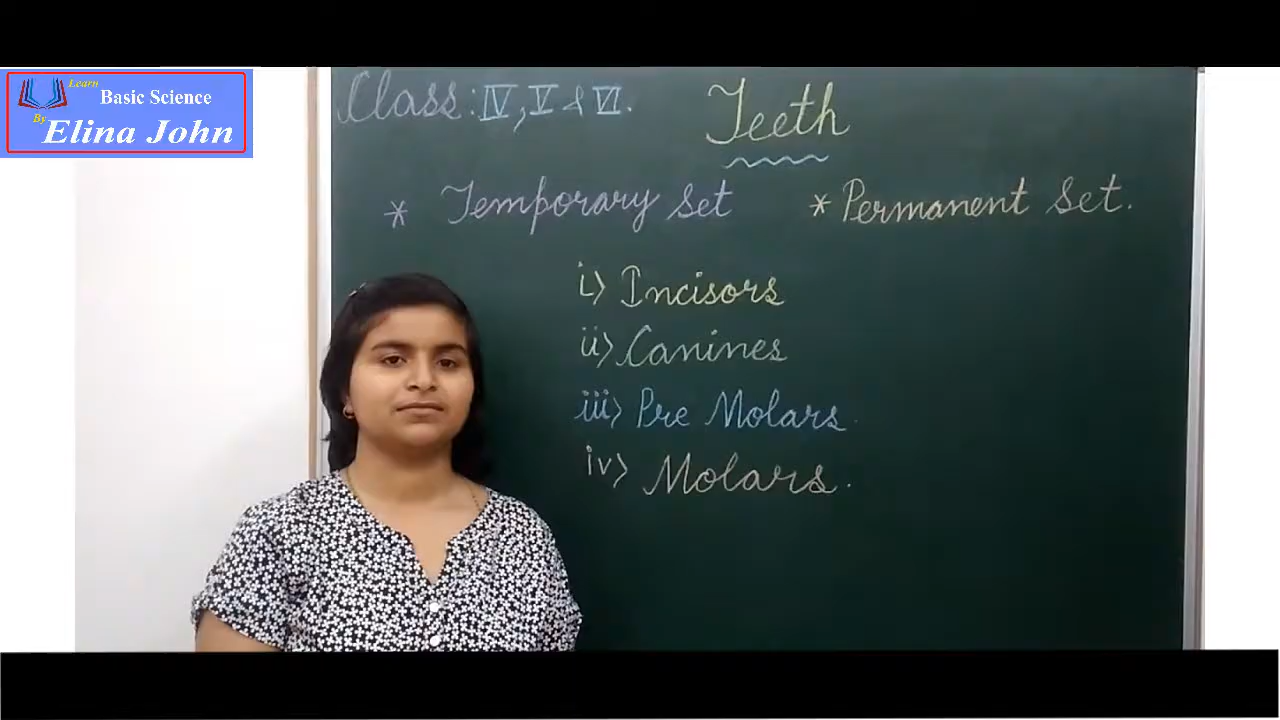 Learn
Basic Science
By
Elina John
Class : IV, V & VI.
Teeth
* Temporary Set
* Permanent Set.
i) Incisors
ii) Canines
iii) Pre Molars.
iv) Molars.